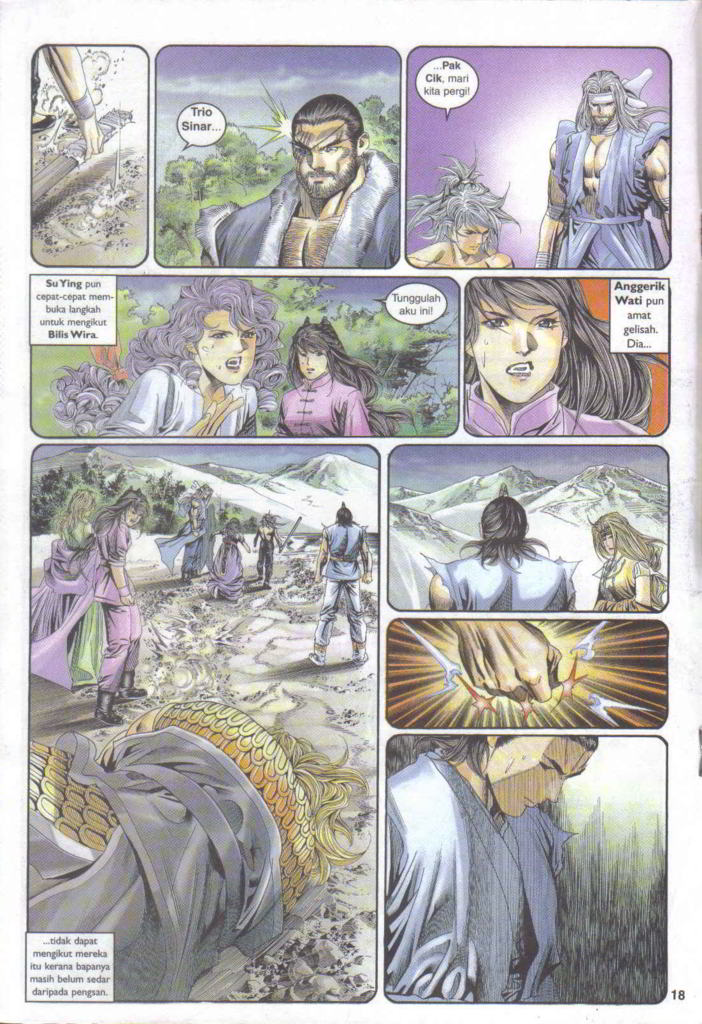 Trio
Sinar...
...Pak
Cik, mari
kita pergi!
Su Ying pun
cepat-cepat mem-
buka langkah
untuk mengikut
Bilis Wira.
Tunggulah
aku ini!
Anggerik
Wati pun
amat
gelisah.
Dia...
...tidak dapat
mengikut mereka
itu kerana bapanya
masih belum sedar
daripada pengsan.
18